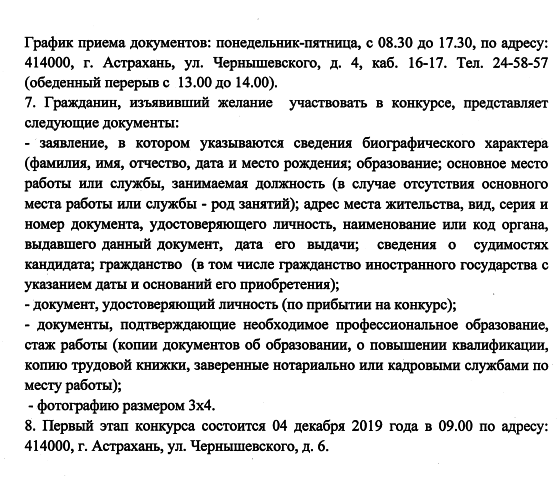 График приема документов: понедельник-пятница, с 08.30 до 17.30, по адресу:
414000, г. Астрахань, ул. Чернышевского, д. 4, каб. 16-17. Тел. 24-58-57
(обеденный перерыв с 13.00 до 14.00).
7. Гражданин, изъявивший желание участвовать в конкурсе, представляет
следующие документы:
- заявление, в котором указываются сведения биографического характера
(фамилия, имя, отчество, дата и место рождения; образование; основное место
работы или службы, занимаемая должность (в случае отсутствия основного
места работы или службы - род занятий); адрес места жительства, вид, серия и
номер документа, удостоверяющего личность, наименование или код органа,
выдавшего данный документ, дата его выдачи; сведения о судимостях
кандидата; гражданство (в том числе гражданство иностранного государства с
указанием даты и оснований его приобретения);
- документ, удостоверяющий личность (по прибытии на конкурс);
- документы, подтверждающие необходимое профессиональное образование,
стаж работы (копии документов об образовании, о повышении квалификации,
копию трудовой книжки, заверенные нотариально или кадровыми службами по
месту работы);
- фотографию размером 3х4.
8. Первый этап конкурса состоится 04 декабря 2019 года в 09.00 по адресу:
414000, г. Астрахань, ул. Чернышевского, д. 6.